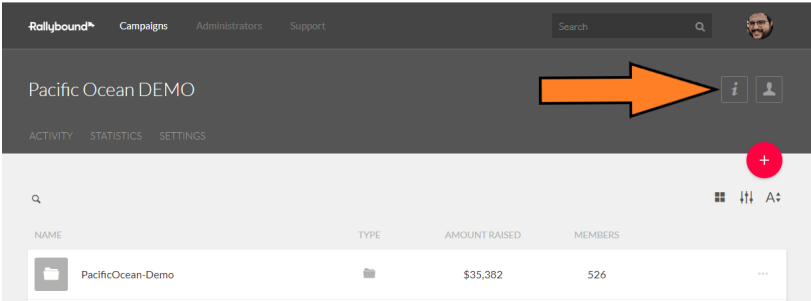 Rallybound Campaigns Administrators Support Search
Pacific Ocean DEMO i
ACTIVITY STATISTICS SETTINGS
+
A
NAME TYPE AMOUNT RAISED MEMBERS
PacificOcean-Demo $35,382 526 ...